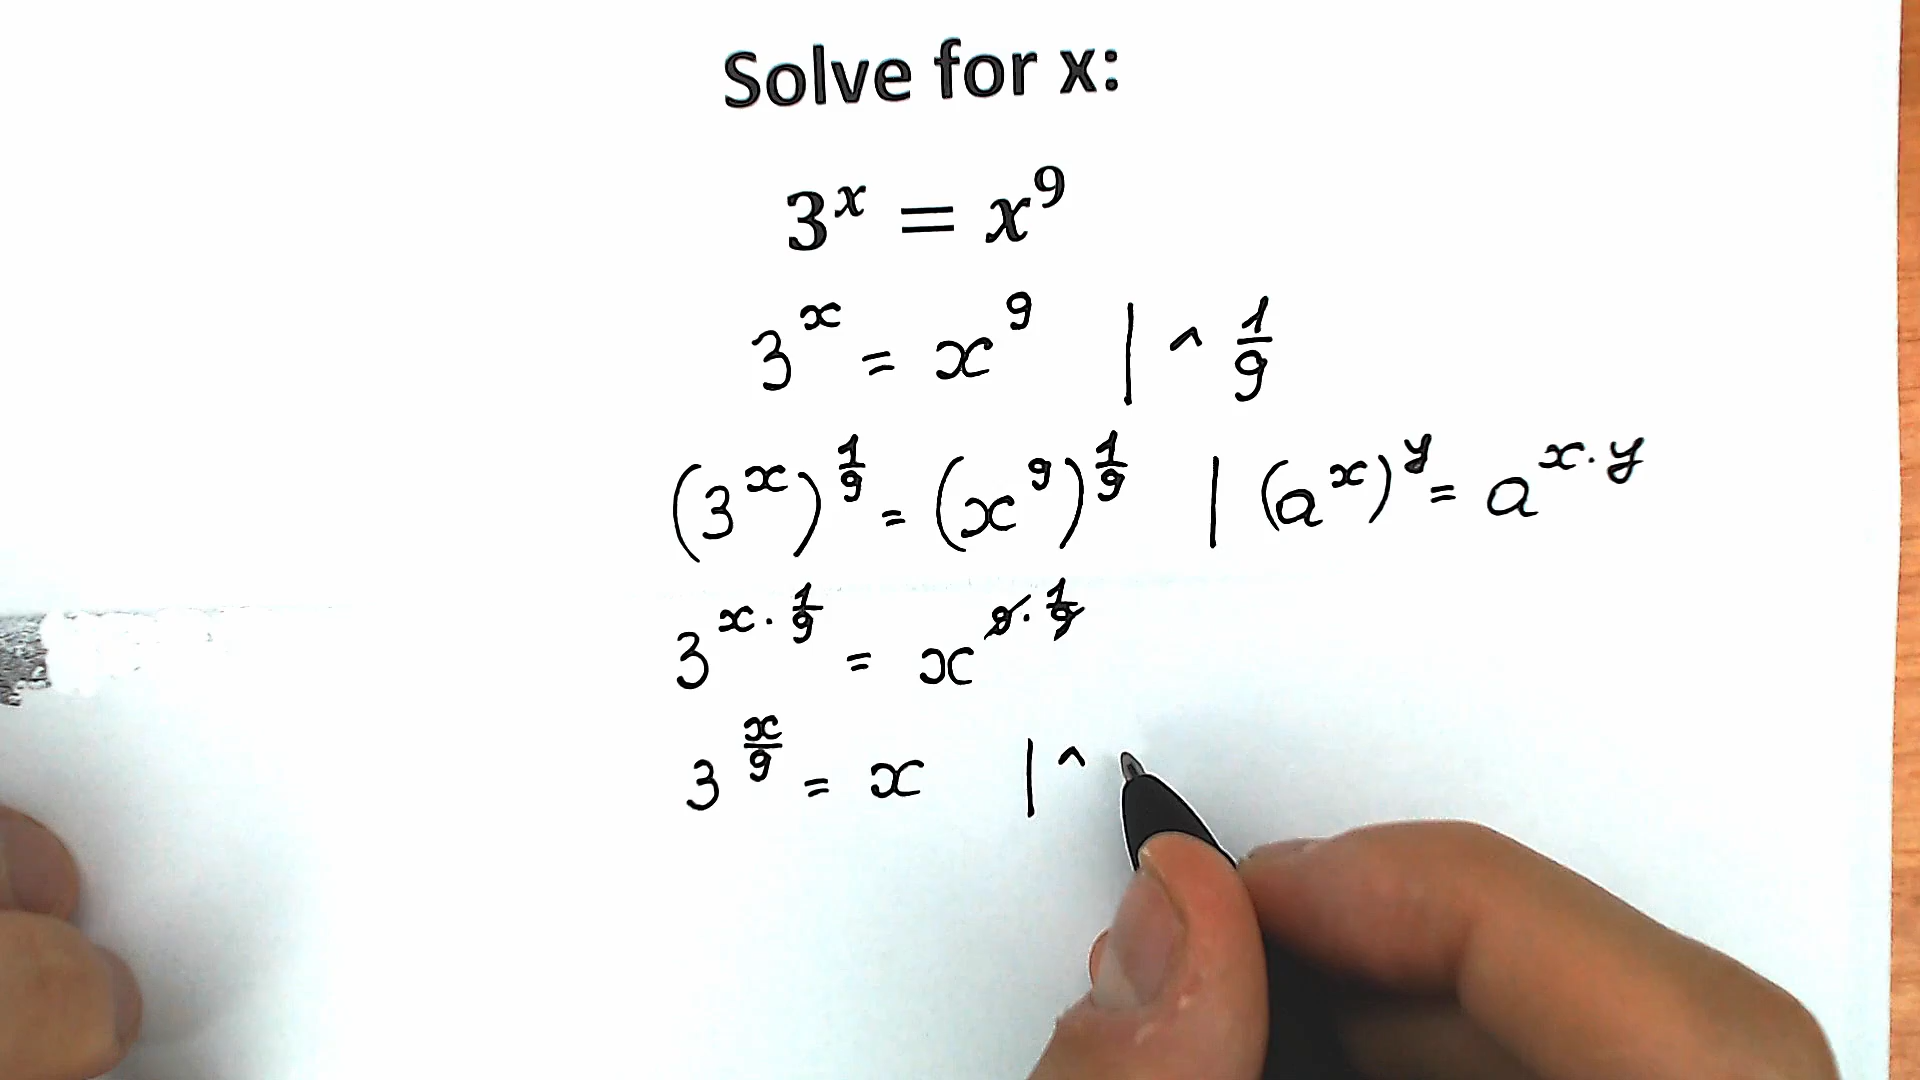 Solve for x:
3^x = x^9
3^x = x^9 | ^ 1/9
(3^x)^(1/9) = (x^9)^(1/9) | (a^x)^y = a^(x·y)
3^(x·1/9) = x^(9·1/9)
3^(x/9) = x | ^